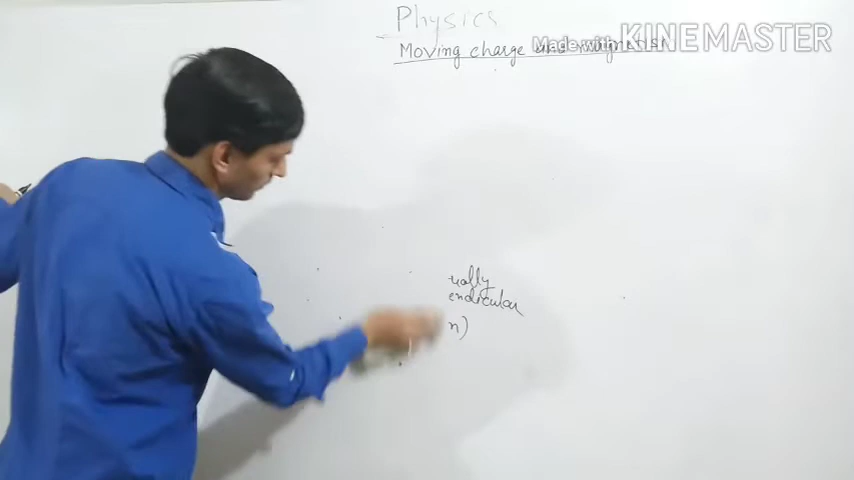 Physics
Moving charge and magnetism
Made with KINEMASTER
ually
endicular
n)